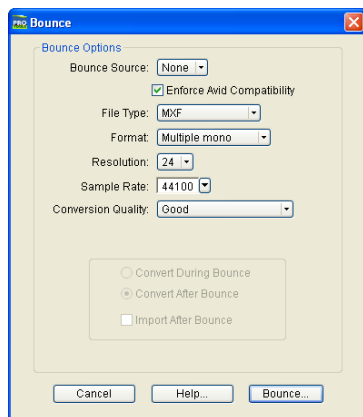 PRO Bounce
Bounce Options
Bounce Source: None
Enforce Avid Compatibility
File Type: MXF
Format: Multiple mono
Resolution: 24
Sample Rate: 44100
Conversion Quality: Good
Convert During Bounce
Convert After Bounce
Import After Bounce
Cancel Help... Bounce...